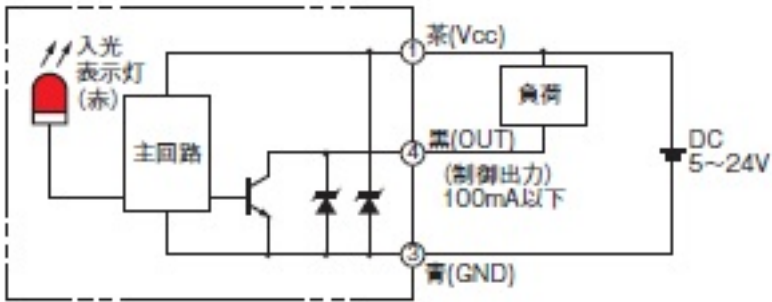 入光
表示灯
(赤)
主回路
① 茶(Vcc)
負荷
④ 黒(OUT)
(制御出力)
100mA以下
DC
5～24V
③ 青(GND)